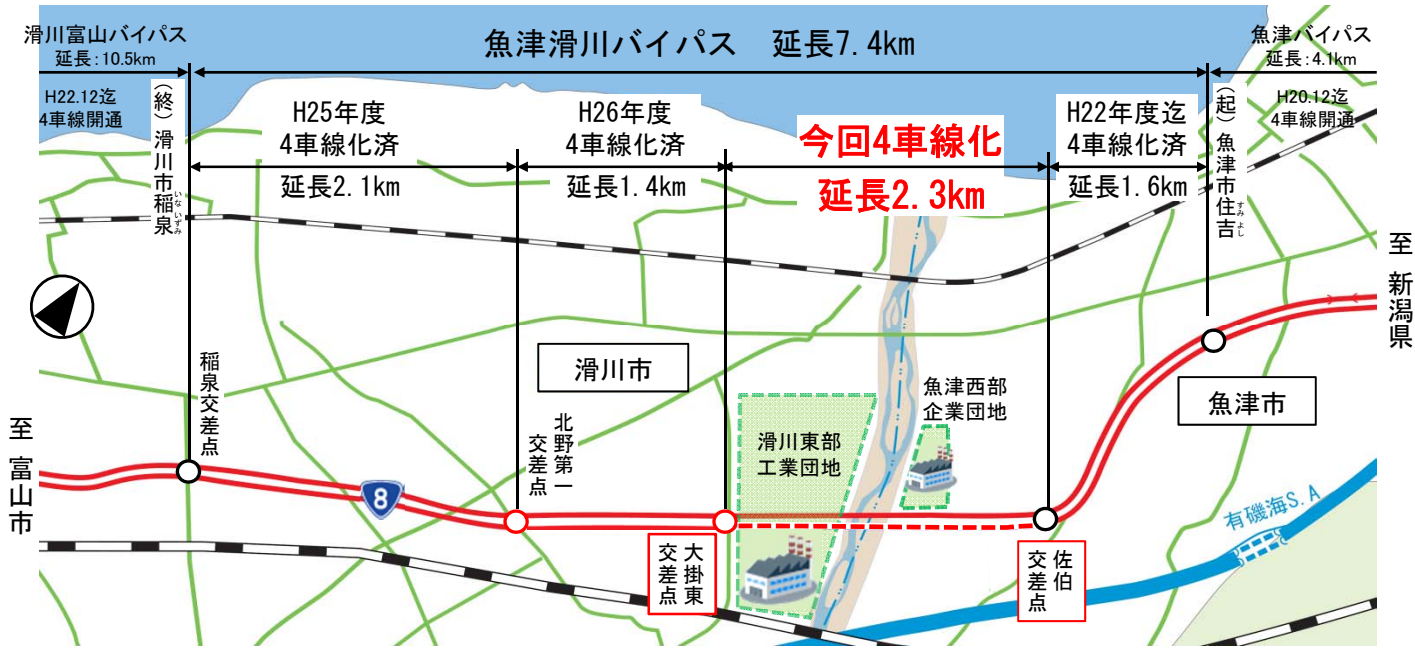 滑川富山バイパス
延長:10.5km
魚津滑川バイパス 延長7.4km
魚津バイパス
延長:4.1km
H22.12迄
4車線開通
(終)滑川市稲泉
いないずみ
H25年度
4車線化済
延長2.1km
H26年度
4車線化済
延長1.4km
今回4車線化
延長2.3km
H22年度迄
4車線化済
延長1.6km
(起)魚津市住吉
すみよし
H20.12迄
4車線開通
至 新潟県
至 富山市
稲泉交差点
滑川市
北野第一
交差点
滑川東部
工業団地
魚津西部
企業団地
魚津市
8
大掛東
交差点
佐伯
交差点
有磯海S.A